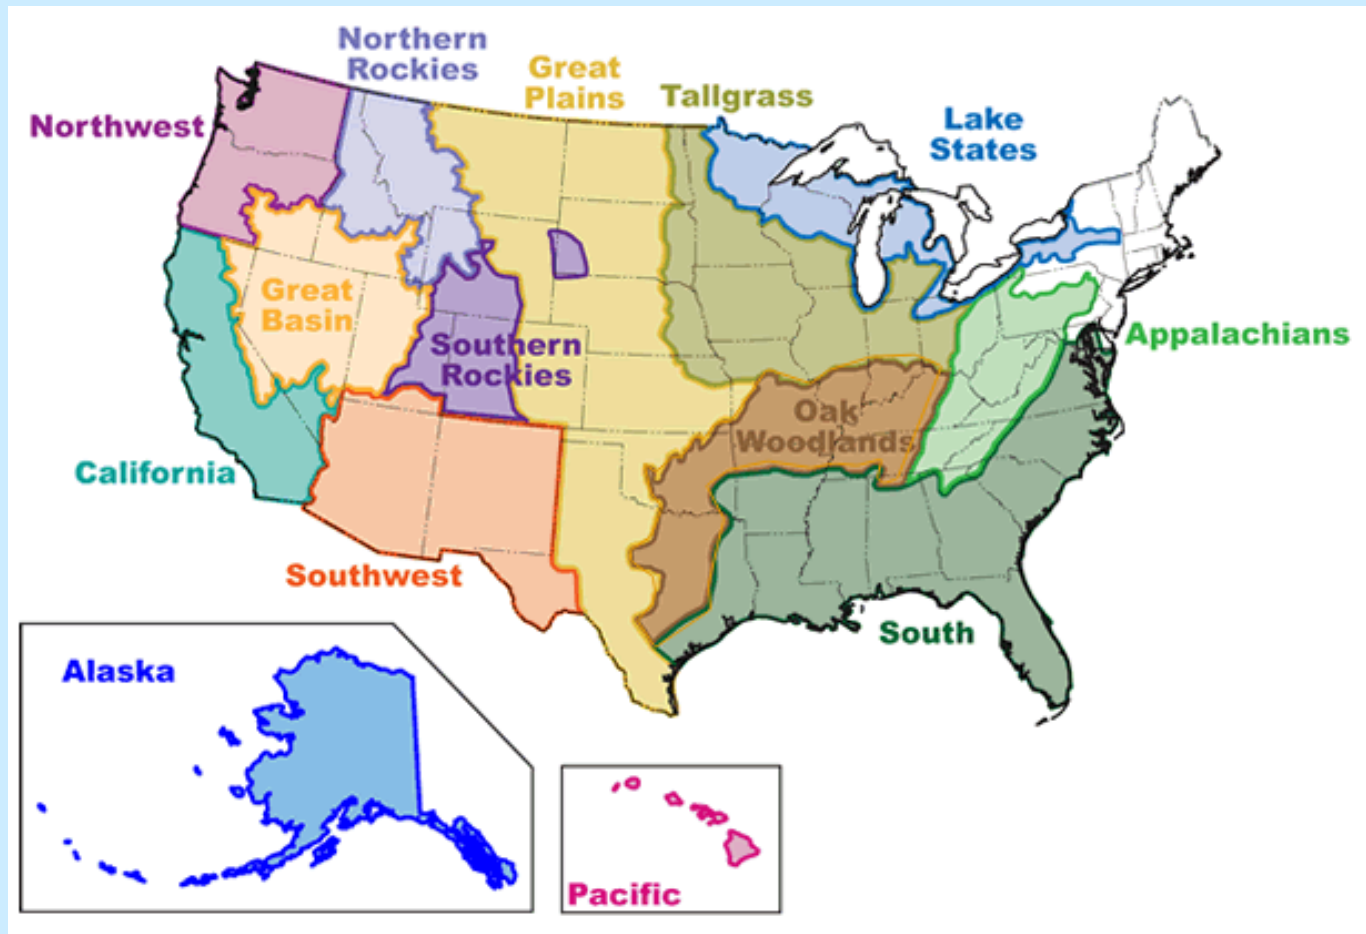 Northern
Rockies
Great
Plains
Tallgrass
Lake
States
Northwest
Great
Basin
Southern
Rockies
Appalachians
Oak
Woodlands
California
Southwest
South
Alaska
Pacific